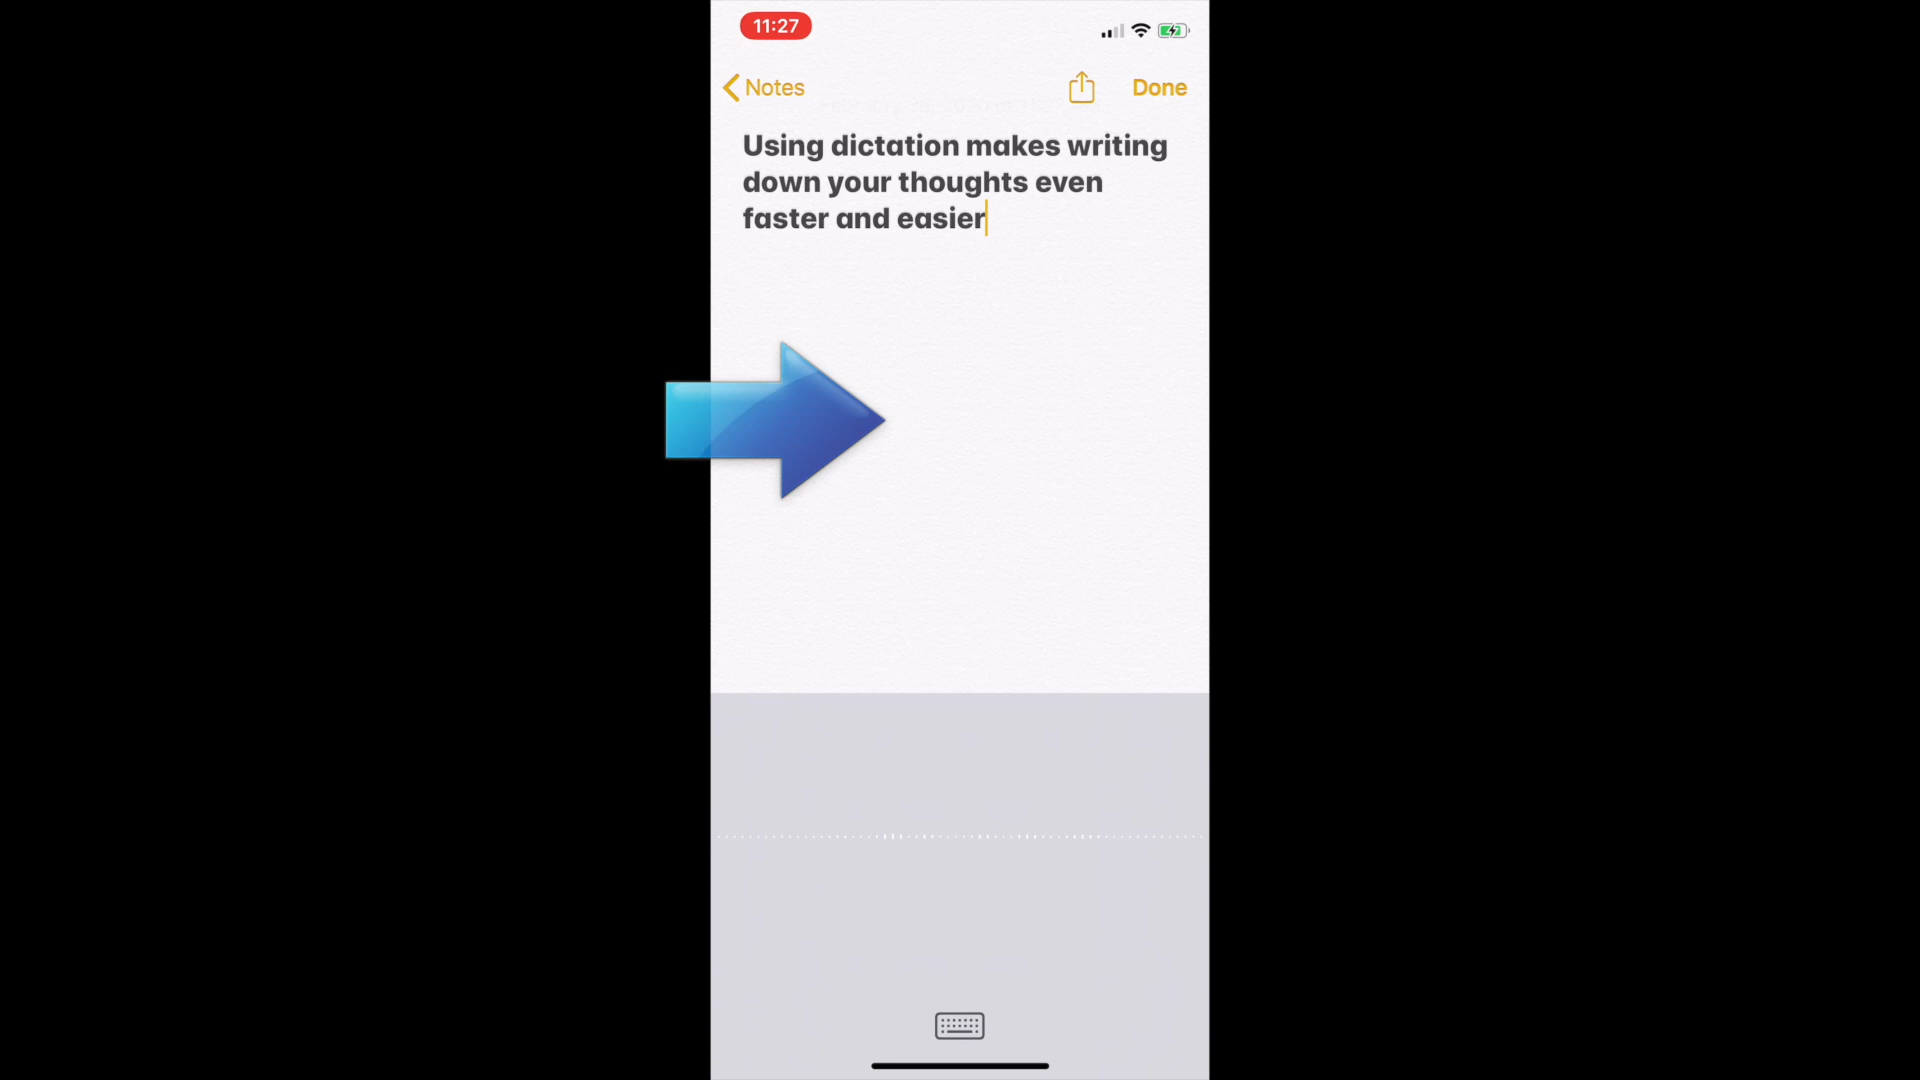 11:27
Notes
Done
Using dictation makes writing
down your thoughts even
faster and easier